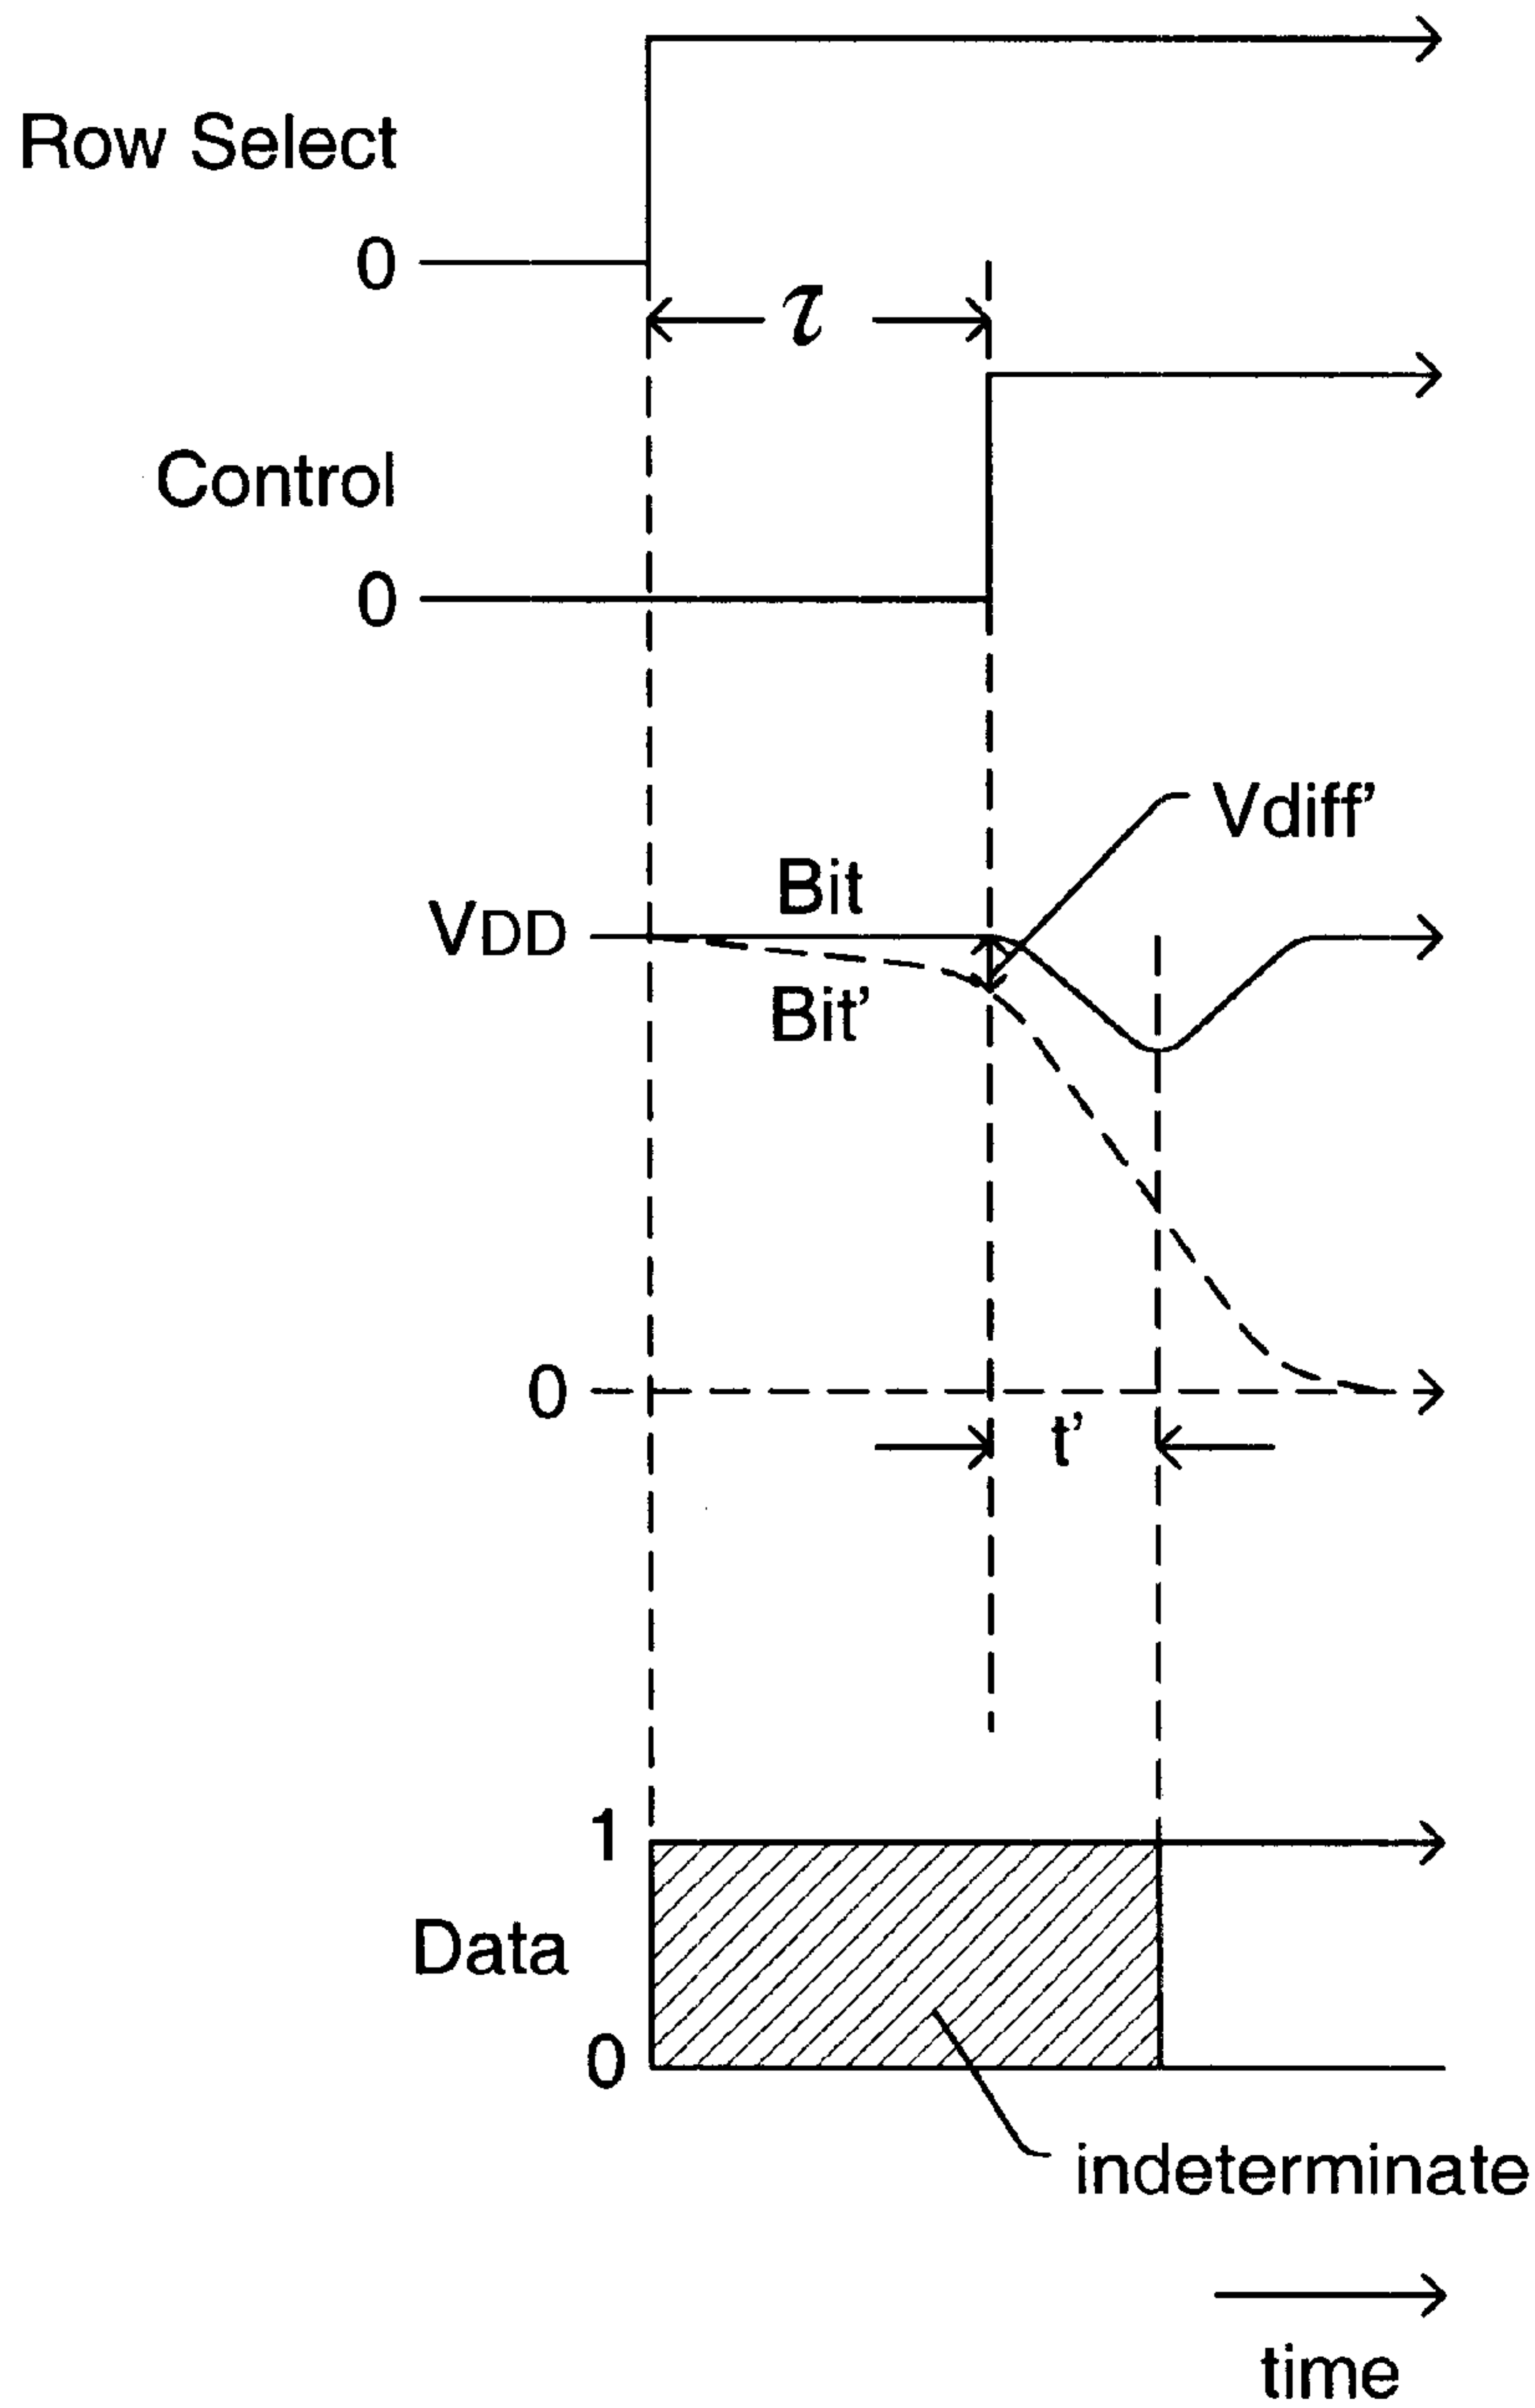 Row Select
0
τ
Control
0
Vdiff'
Bit
VDD
Bit'
0
t'
1
Data
0
indeterminate
time